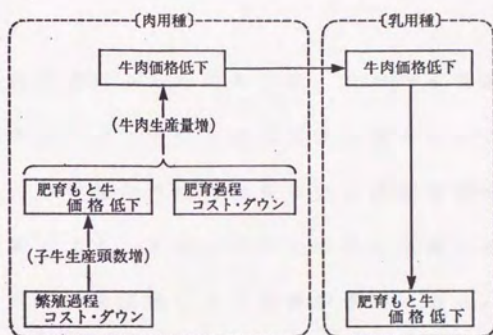 〔肉用種〕
〔乳用種〕
牛肉価格低下
牛肉価格低下
(牛肉生産量増)
肥育もと牛
価格低下
肥育過程
コスト・ダウン
(子牛生産頭数増)
繁殖過程
コスト・ダウン
肥育もと牛
価格低下